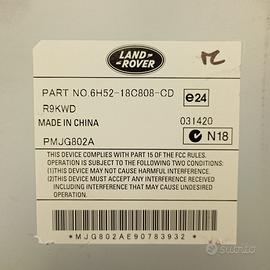 LAND-
ROVER
PART NO.6H52-18C808-CD
e24
R9KWD
MADE IN CHINA
031420
PMJG802A
N18
THIS DEVICE COMPLIES WITH PART 15 OF THE FCC RULES.
OPERATION IS SUBJECT TO THE FOLLOWING TWO CONDITIONS:
(1)THIS DEVICE MAY NOT CAUSE HARMFUL INTERFERENCE.
(2)THIS DEVICE MUST ACCEPT ANY INTERFERENCE
RECEIVED, INCLUDING INTERFERENCE THAT MAY CAUSE
UNDESIRED OPERATION.
*MJG802AE90783932*
subito